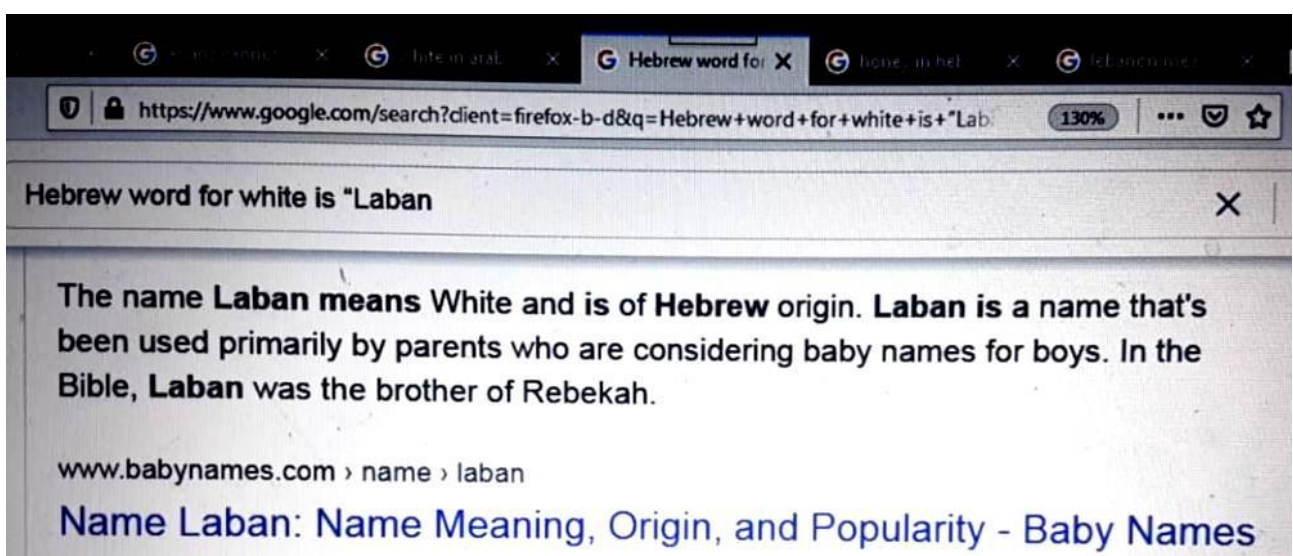 Hebrew word for
https://www.google.com/search?client=firefox-b-d&q=Hebrew+word+for+white+is+"Lab
130%
Hebrew word for white is "Laban
The name Laban means White and is of Hebrew origin. Laban is a name that's
been used primarily by parents who are considering baby names for boys. In the
Bible, Laban was the brother of Rebekah.
www.babynames.com › name › laban
Name Laban: Name Meaning, Origin, and Popularity - Baby Names